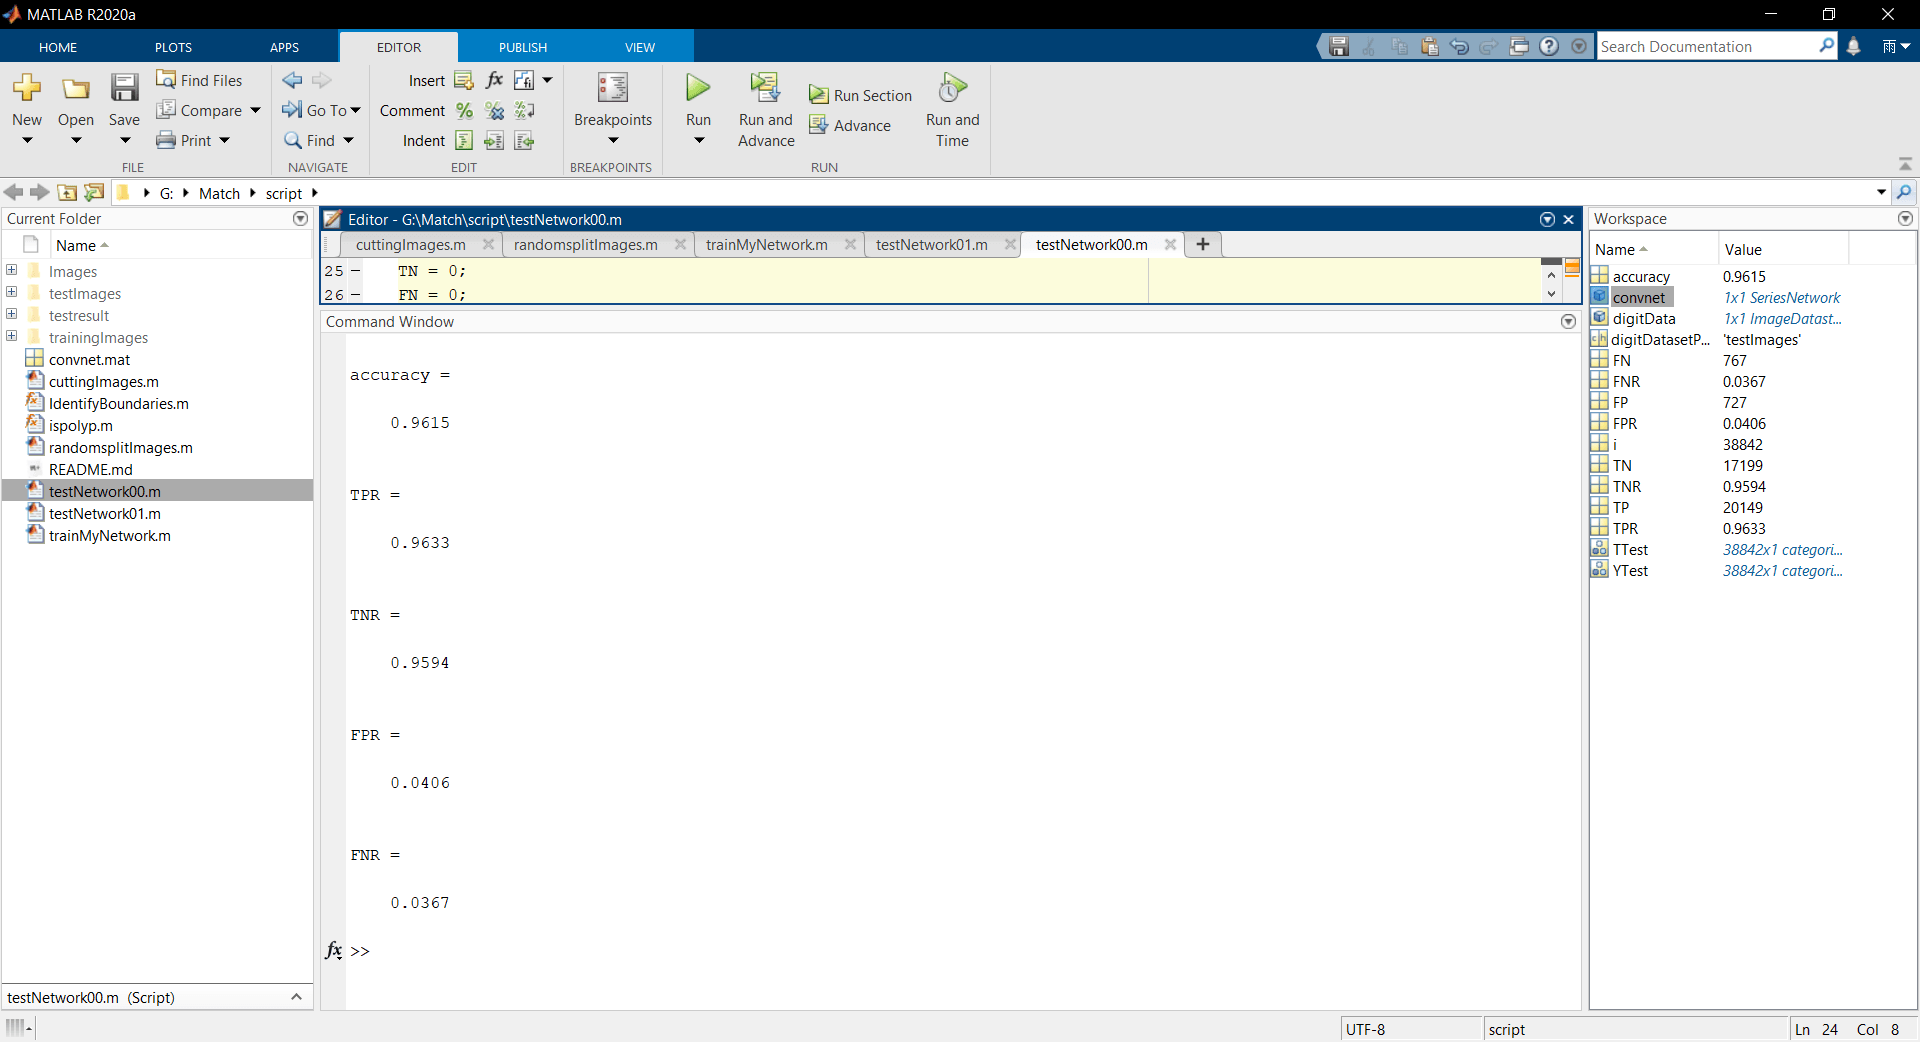 MATLAB R2020a
HOME PLOTS APPS EDITOR PUBLISH VIEW
Search Documentation
雨
New
Open
Save
Find Files
Compare
Print
FILE
Go To
Find
NAVIGATE
Insert
fx
Comment
Indent
EDIT
Breakpoints
BREAKPOINTS
Run
Run and Advance
Run Section
Advance
Run and Time
RUN
G: Match script
Current Folder
Name
Images
testImages
testresult
trainingImages
convnet.mat
cuttingImages.m
IdentifyBoundaries.m
ispolyp.m
randomsplitImages.m
README.md
testNetwork00.m
testNetwork01.m
trainMyNetwork.m
testNetwork00.m (Script)
Editor - G:\Match\script\testNetwork00.m
cuttingImages.m randomsplitImages.m trainMyNetwork.m testNetwork01.m testNetwork00.m
25 – TN = 0;
26 – FN = 0;
Command Window
accuracy =
0.9615
TPR =
0.9633
TNR =
0.9594
FPR =
0.0406
FNR =
0.0367
fx >>
Workspace
Name Value
accuracy 0.9615
convnet 1x1 SeriesNetwork
digitData 1x1 ImageDatast...
digitDatasetP... 'testImages'
FN 767
FNR 0.0367
FP 727
FPR 0.0406
i 38842
TN 17199
TNR 0.9594
TP 20149
TPR 0.9633
TTest 38842x1 categori...
YTest 38842x1 categori...
UTF-8 script Ln 24 Col 8